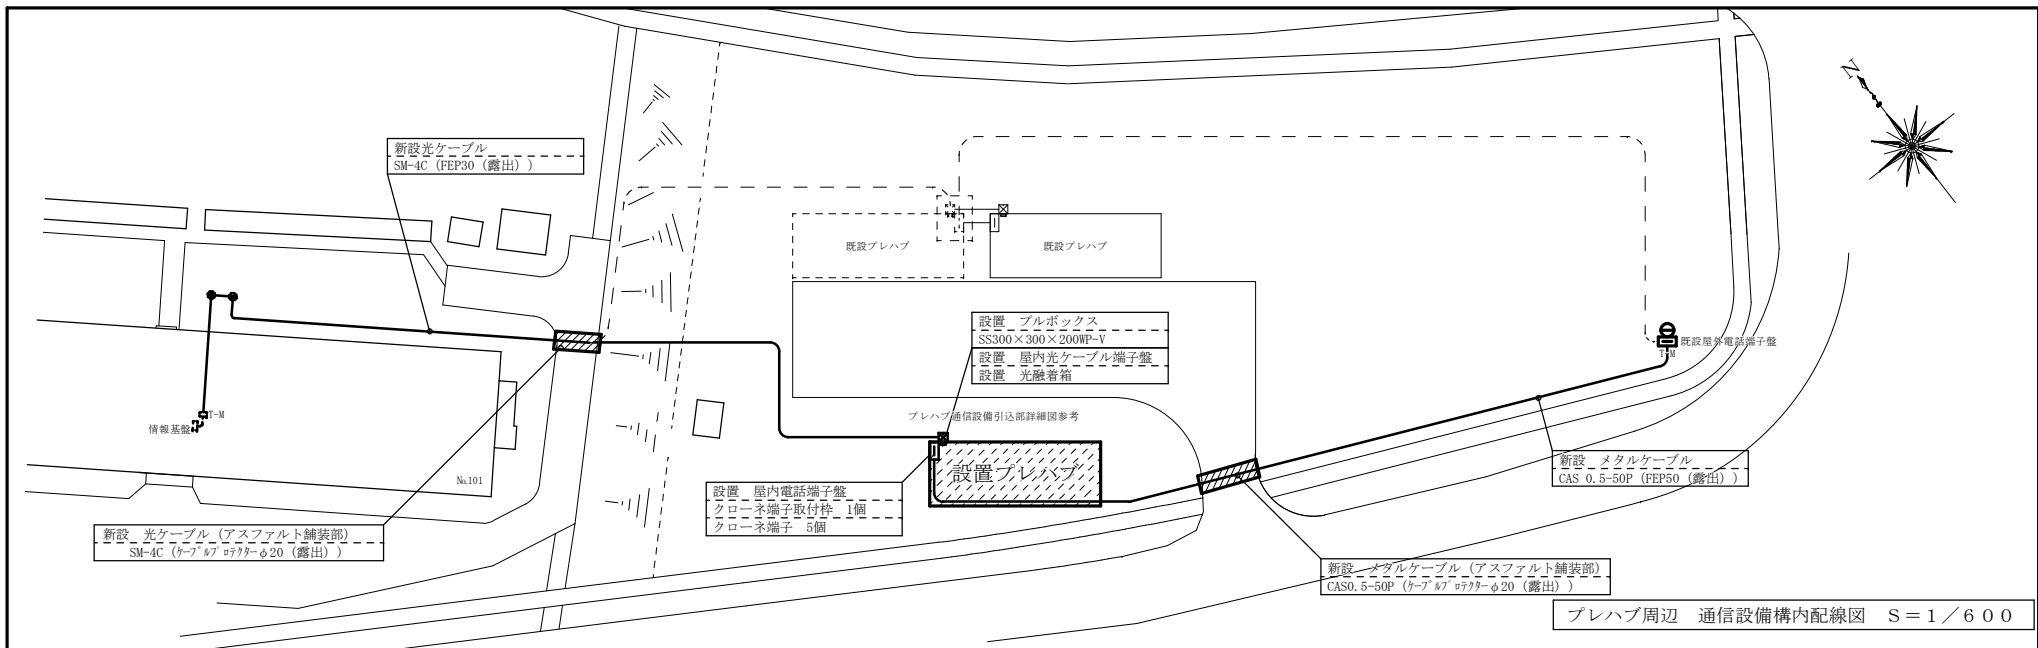 N
新設光ケーブル
SM-4C (FEP30 (露出) )
既設プレハブ
既設プレハブ
設置 プルボックス
SS300×300×200WP-V
設置 屋内光ケーブル端子盤
設置 光融着箱
既設屋外電話端子盤
T-M
T-M
情報基盤
プレハブ通信設備引込部詳細図参考
設置プレハブ
新設 メタルケーブル
CAS 0.5-50P (FEP50 (露出) )
№101
設置 屋内電話端子盤
クローネ端子取付枠 1個
クローネ端子 5個
新設 光ケーブル (アスファルト舗装部)
SM-4C (ケーブルプロテクターφ20 (露出) )
新設 メタルケーブル (アスファルト舗装部)
CAS0.5-50P (ケーブルプロテクターφ20 (露出) )
プレハブ周辺 通信設備構内配線図 S=1/600